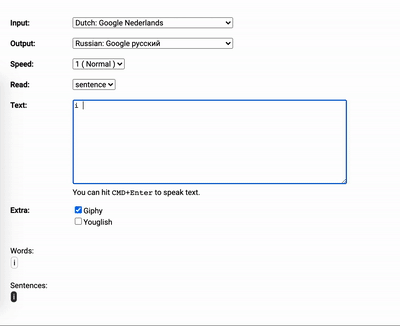 Input: Dutch: Google Nederlands
Output: Russian: Google русский
Speed: 1 ( Normal )
Read: sentence
Text: i
You can hit CMD+Enter to speak text.
Extra: Giphy
Youglish
Words:
i
Sentences:
i